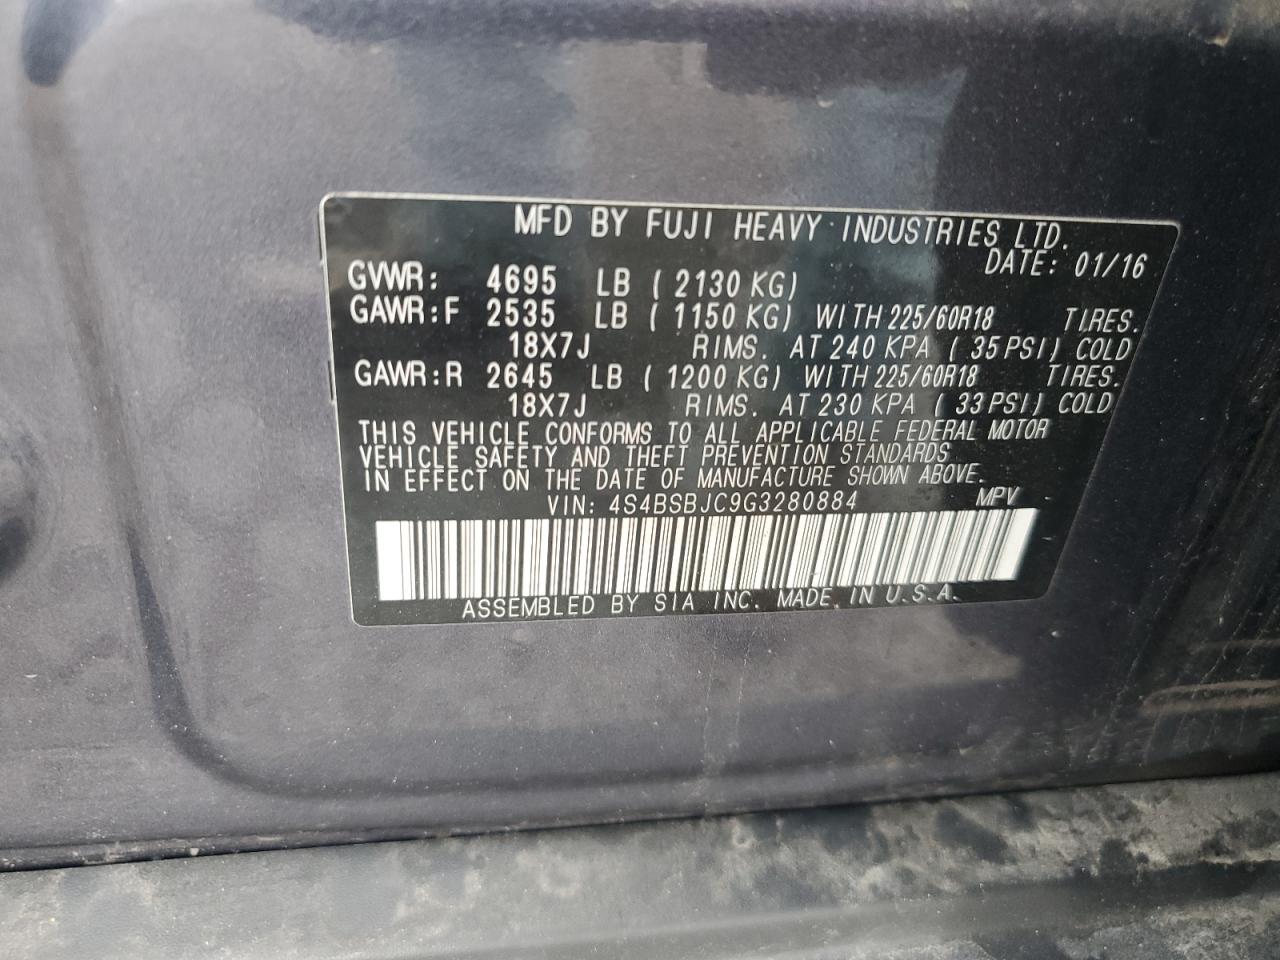 MFD BY FUJI HEAVY INDUSTRIES LTD.
DATE: 01/16
GVWR: 4695 LB ( 2130 KG)
GAWR:F 2535 LB ( 1150 KG) WITH 225/60R18 TIRES.
18X7J RIMS. AT 240 KPA ( 35 PSI) COLD
GAWR:R 2645 LB ( 1200 KG) WITH 225/60R18 TIRES.
18X7J RIMS. AT 230 KPA ( 33 PSI) COLD
THIS VEHICLE CONFORMS TO ALL APPLICABLE FEDERAL MOTOR
VEHICLE SAFETY AND THEFT PREVENTION STANDARDS
IN EFFECT ON THE DATE OF MANUFACTURE SHOWN ABOVE.
VIN: 4S4BSBJC9G3280884 MPV
ASSEMBLED BY SIA INC. MADE IN U.S.A.